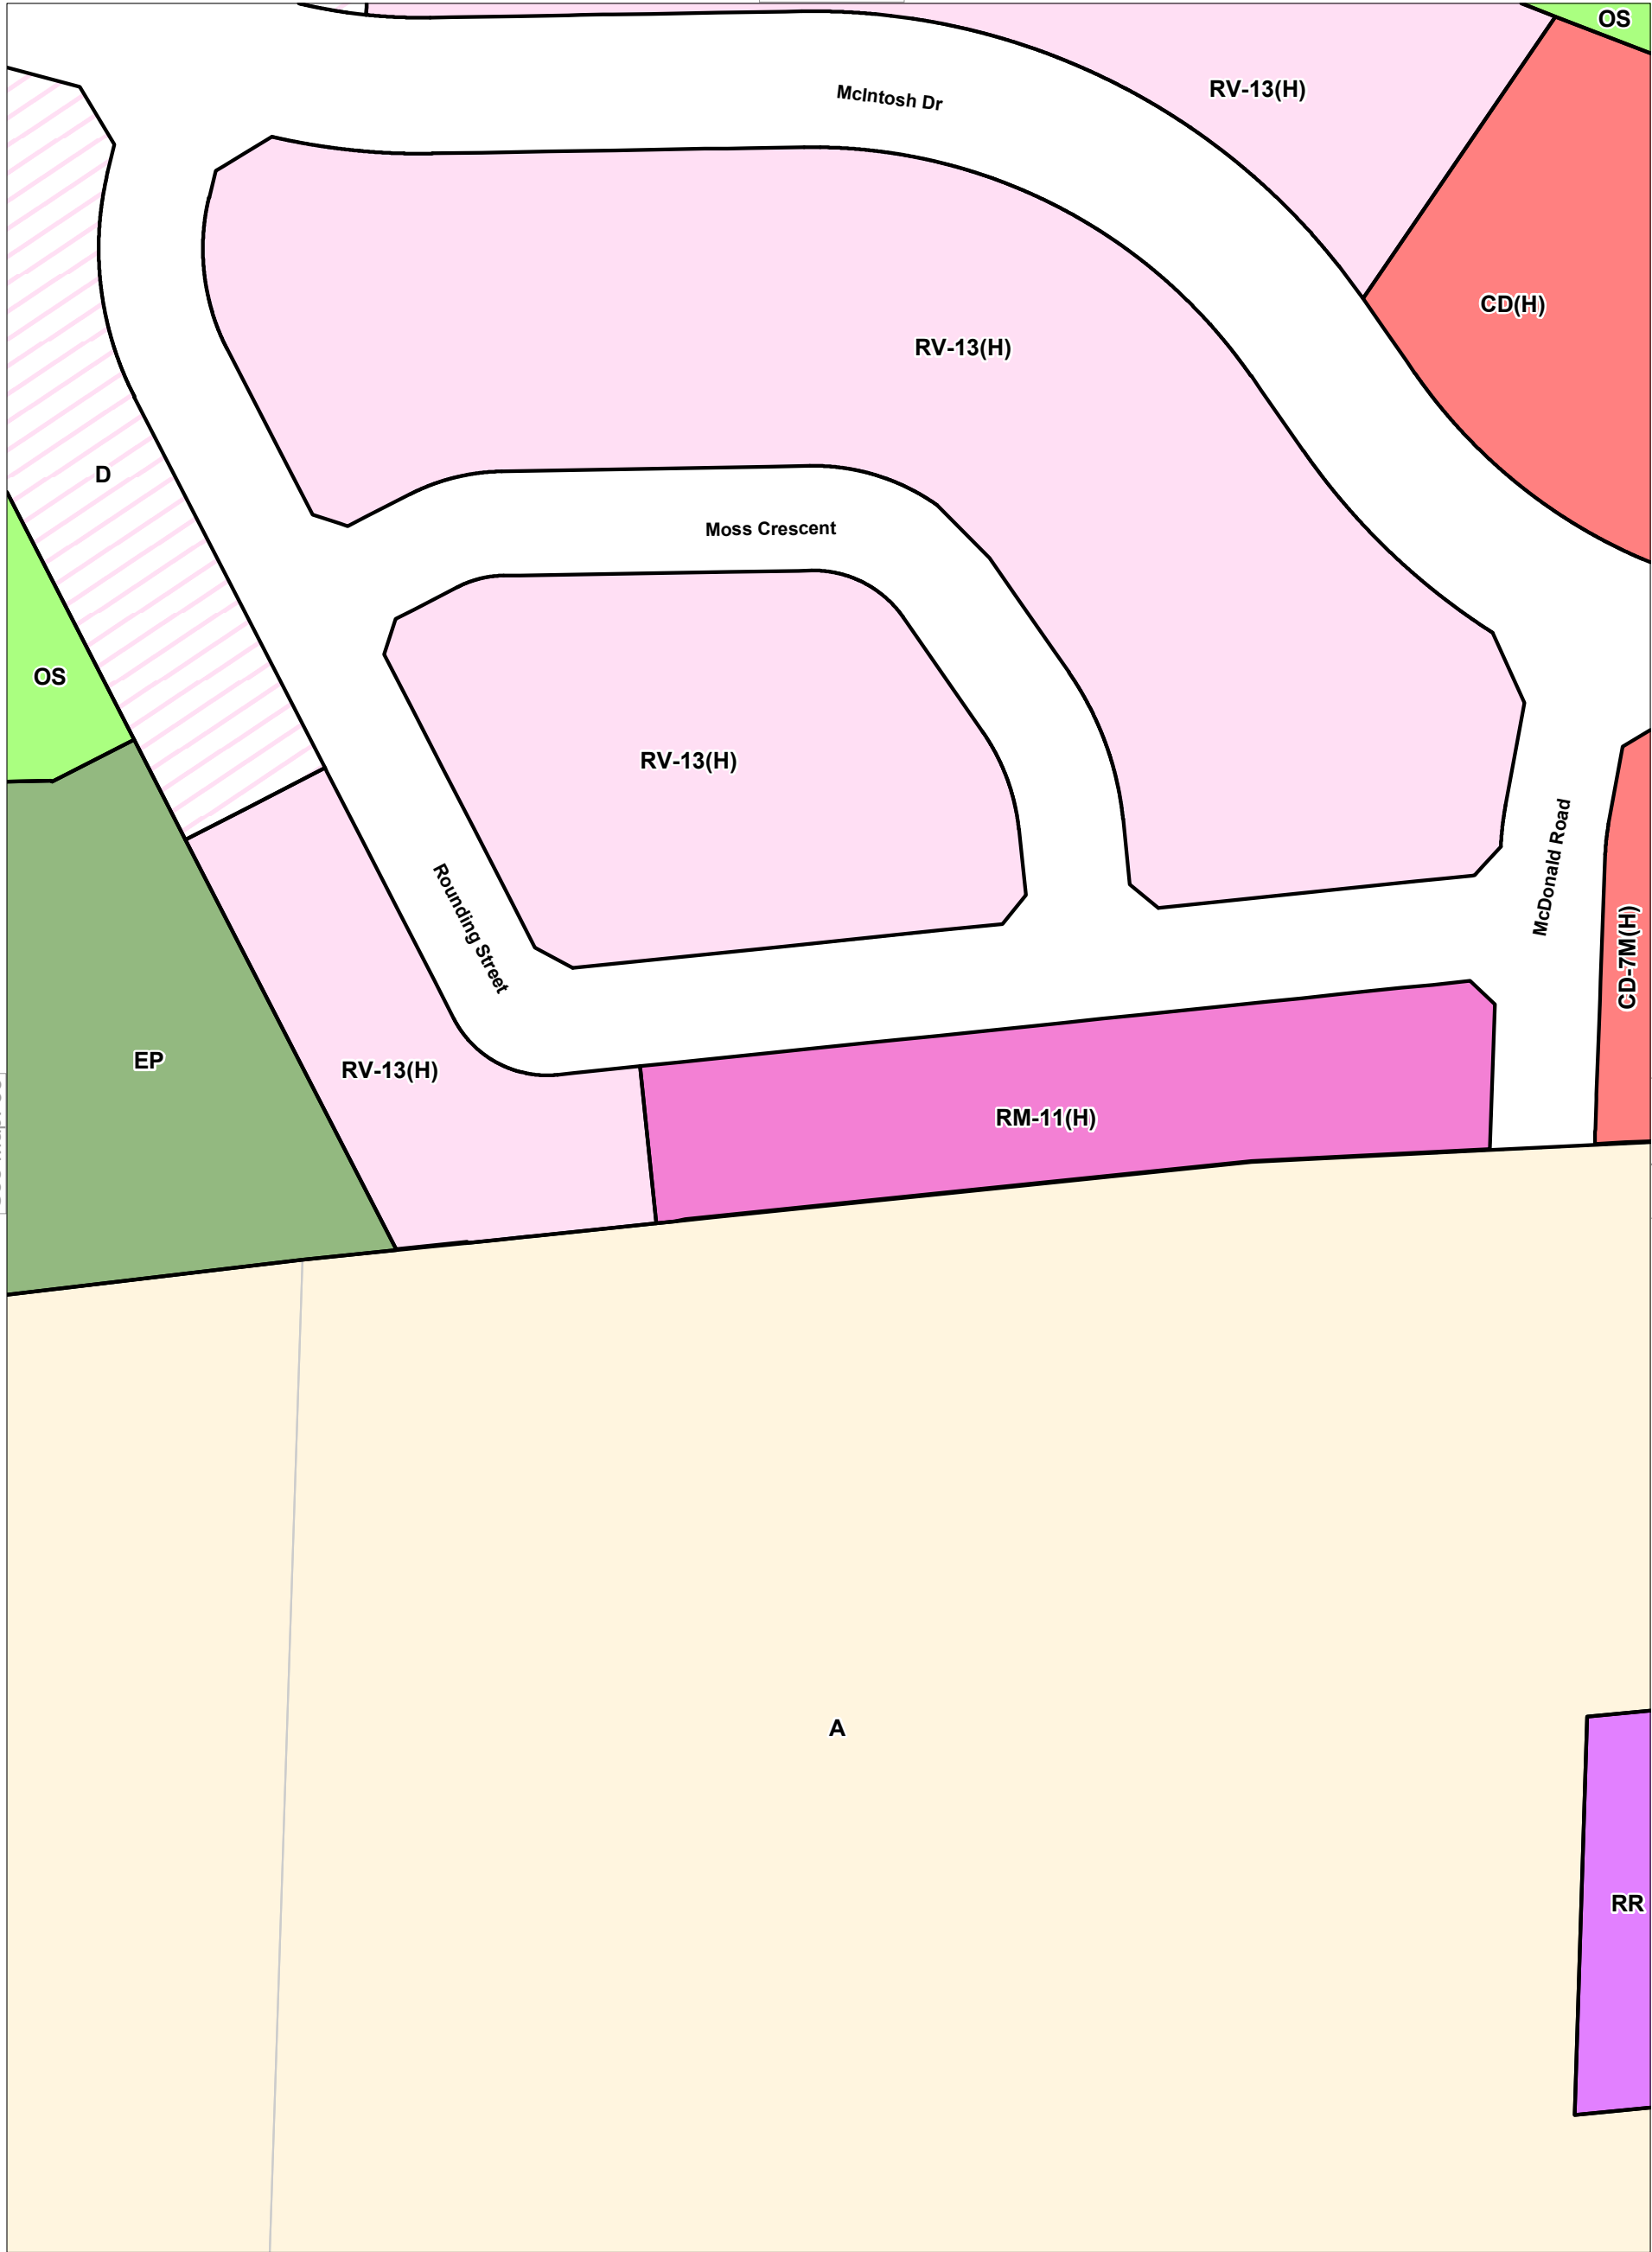 OS
RV-13(H)
McIntosh Dr
CD(H)
RV-13(H)
D
Moss Crescent
OS
RV-13(H)
McDonald Road
Rounding Street
CD-7M(H)
EP
RV-13(H)
RM-11(H)
A
RR